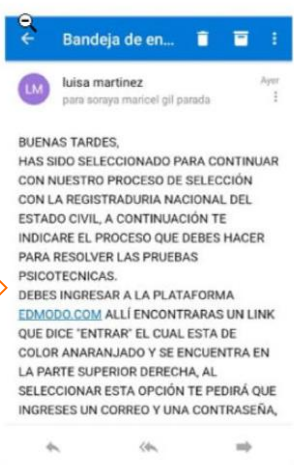 Bandeja de en...
LM
luisa martinez
Ayer
para soraya maricel gil parada
BUENAS TARDES,
HAS SIDO SELECCIONADO PARA CONTINUAR
CON NUESTRO PROCESO DE SELECCIÓN
CON LA REGISTRADURIA NACIONAL DEL
ESTADO CIVIL, A CONTINUACIÓN TE
INDICARE EL PROCESO QUE DEBES HACER
PARA RESOLVER LAS PRUEBAS
PSICOTECNICAS.
DEBES INGRESAR A LA PLATAFORMA
EDMODO.COM ALLÍ ENCONTRARAS UN LINK
QUE DICE "ENTRAR" EL CUAL ESTA DE
COLOR ANARANJADO Y SE ENCUENTRA EN
LA PARTE SUPERIOR DERECHA, AL
SELECCIONAR ESTA OPCIÓN TE PEDIRÁ QUE
INGRESES UN CORREO Y UNA CONTRASEÑA,